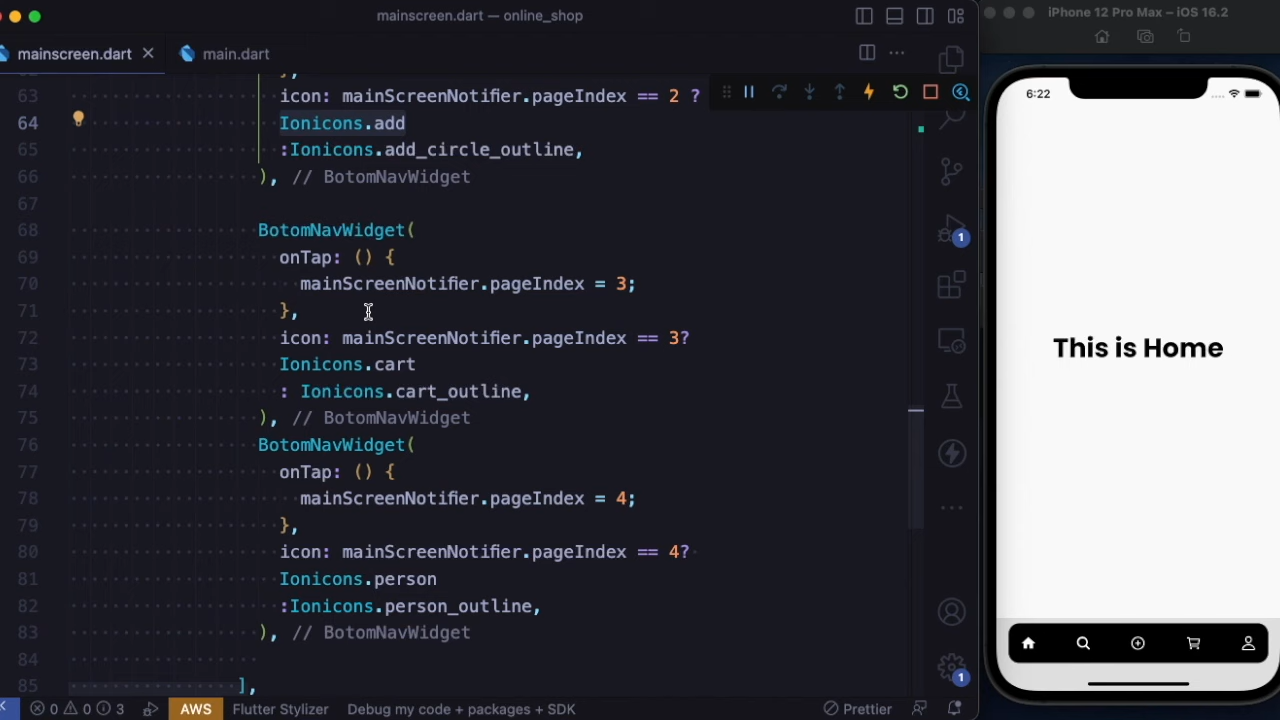 mainscreen.dart — online_shop
iPhone 12 Pro Max – iOS 16.2
mainscreen.dart
main.dart
63 icon: mainScreenNotifier.pageIndex == 2 ?
64 Ionicons.add
65 :Ionicons.add_circle_outline,
66 ), // BotomNavWidget
67
68 BotomNavWidget(
69 onTap: () {
70 mainScreenNotifier.pageIndex = 3;
71 },
72 icon: mainScreenNotifier.pageIndex == 3?
73 Ionicons.cart
74 : Ionicons.cart_outline,
75 ), // BotomNavWidget
76 BotomNavWidget(
77 onTap: () {
78 mainScreenNotifier.pageIndex = 4;
79 },
80 icon: mainScreenNotifier.pageIndex == 4?
81 Ionicons.person
82 :Ionicons.person_outline,
83 ), // BotomNavWidget
84
85 ],
1
1
6:22
This is Home
0 0 3 AWS Flutter Stylizer Debug my code + packages + SDK Prettier